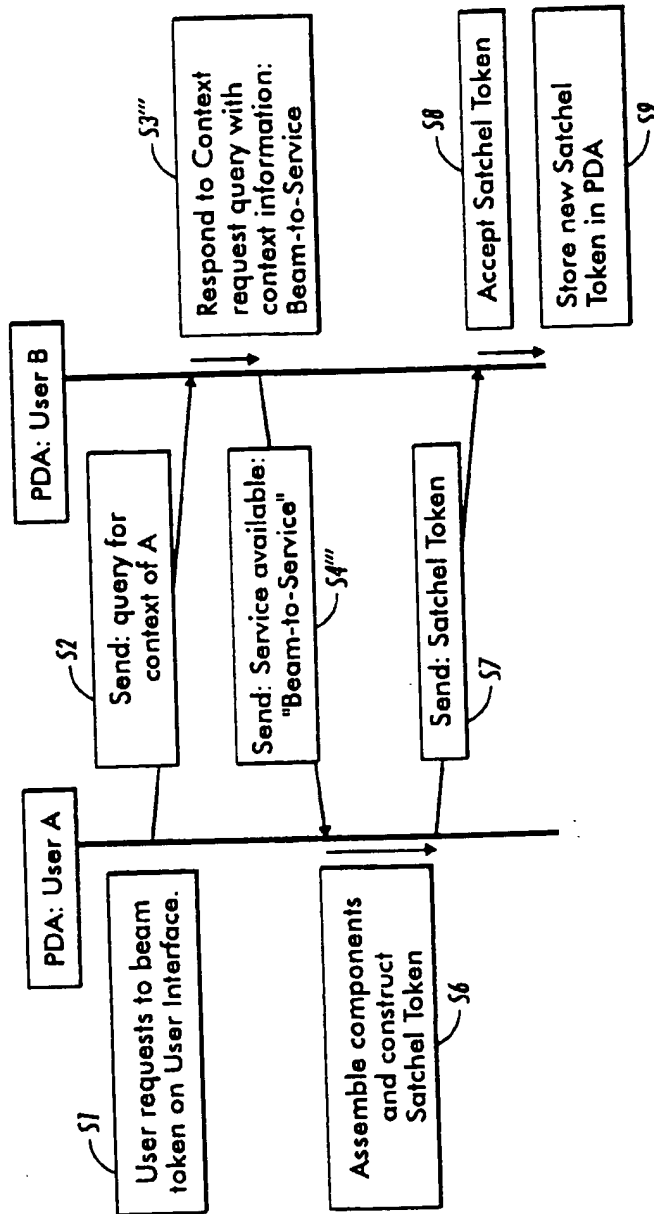 PDA: User A
PDA: User B
S1
User requests to beam
token on User Interface.
S2
Send: query for
context of A
S3'''
Respond to Context
request query with
context information:
Beam-to-Service
Send: Service available:
"Beam-to-Service"
S4'''
Assemble components
and construct
Satchel Token
S6
Send: Satchel Token
S7
S8
Accept Satchel Token
Store new Satchel
Token in PDA
S9